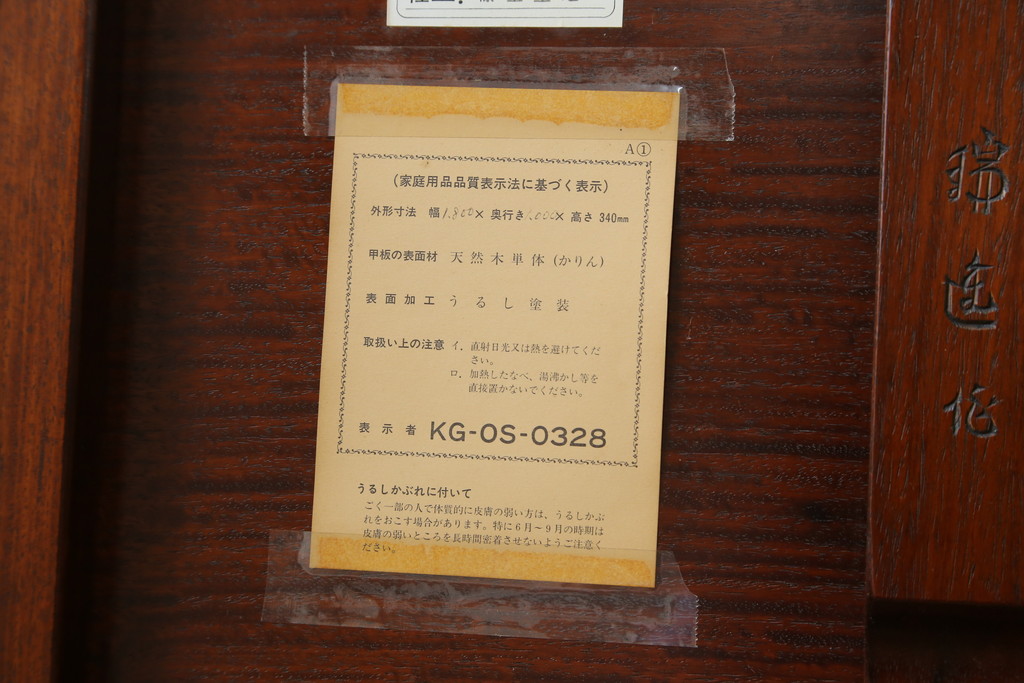 A①
(家庭用品品質表示法に基づく表示)
外形寸法 幅1.800× 奥行き1.000× 高さ 340mm
甲板の表面材 天然木単体(かりん)
表面加工 うるし塗装
取扱い上の注意 イ．直射日光又は熱を避けてくだ
さい。
ロ．加熱したなべ、湯沸かし等を
直接置かないでください。
表示者 KG-OS-0328
うるしかぶれに付いて
ごく一部の人で体質的に皮膚の弱い方は、うるしかぶ
れをおこす場合があります。特に6月〜9月の時期は
皮膚の弱いところを長時間密着させないようご注意く
ださい。
作